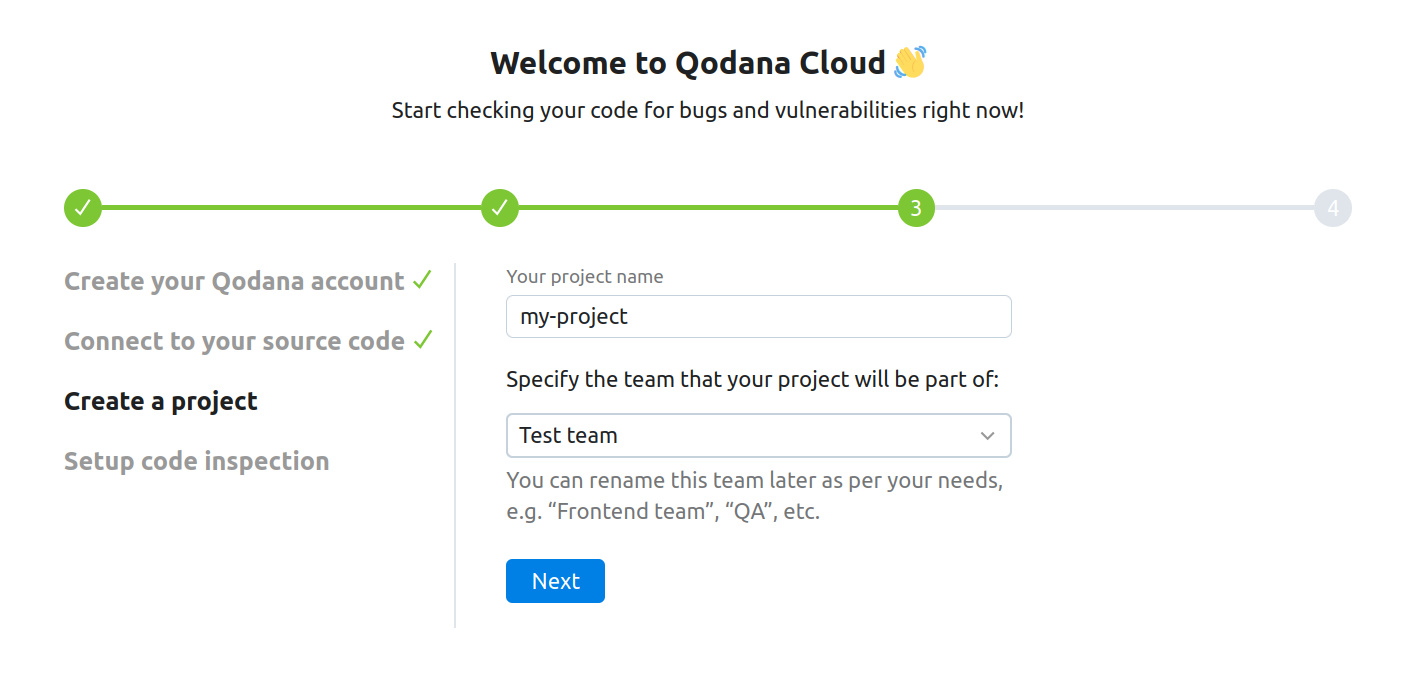 Welcome to Qodana Cloud 👋
Start checking your code for bugs and vulnerabilities right now!
3
4
Create your Qodana account
Connect to your source code
Create a project
Setup code inspection
Your project name
my-project
Specify the team that your project will be part of:
Test team
You can rename this team later as per your needs,
e.g. “Frontend team”, “QA”, etc.
Next